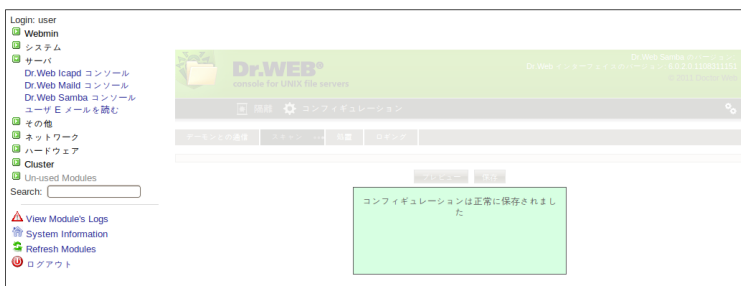 Login: user
Webmin
システム
サーバ
Dr.Web Icapd コンソール
Dr.Web Maild コンソール
Dr.Web Samba コンソール
ユーザ E メールを読む
その他
ネットワーク
ハードウェア
Cluster
Un-used Modules
Search:
View Module's Logs
System Information
Refresh Modules
ログアウト
Dr.WEB®
console for UNIX file servers
Dr.Web Samba のバージョン:
Dr. Web インターフェイスのバージョン:
コンフィギュレーション
デーモンとの通信 スキャン 処置 ロギング
プレビュー 保存
コンフィギュレーションは正常に保存されまし
た